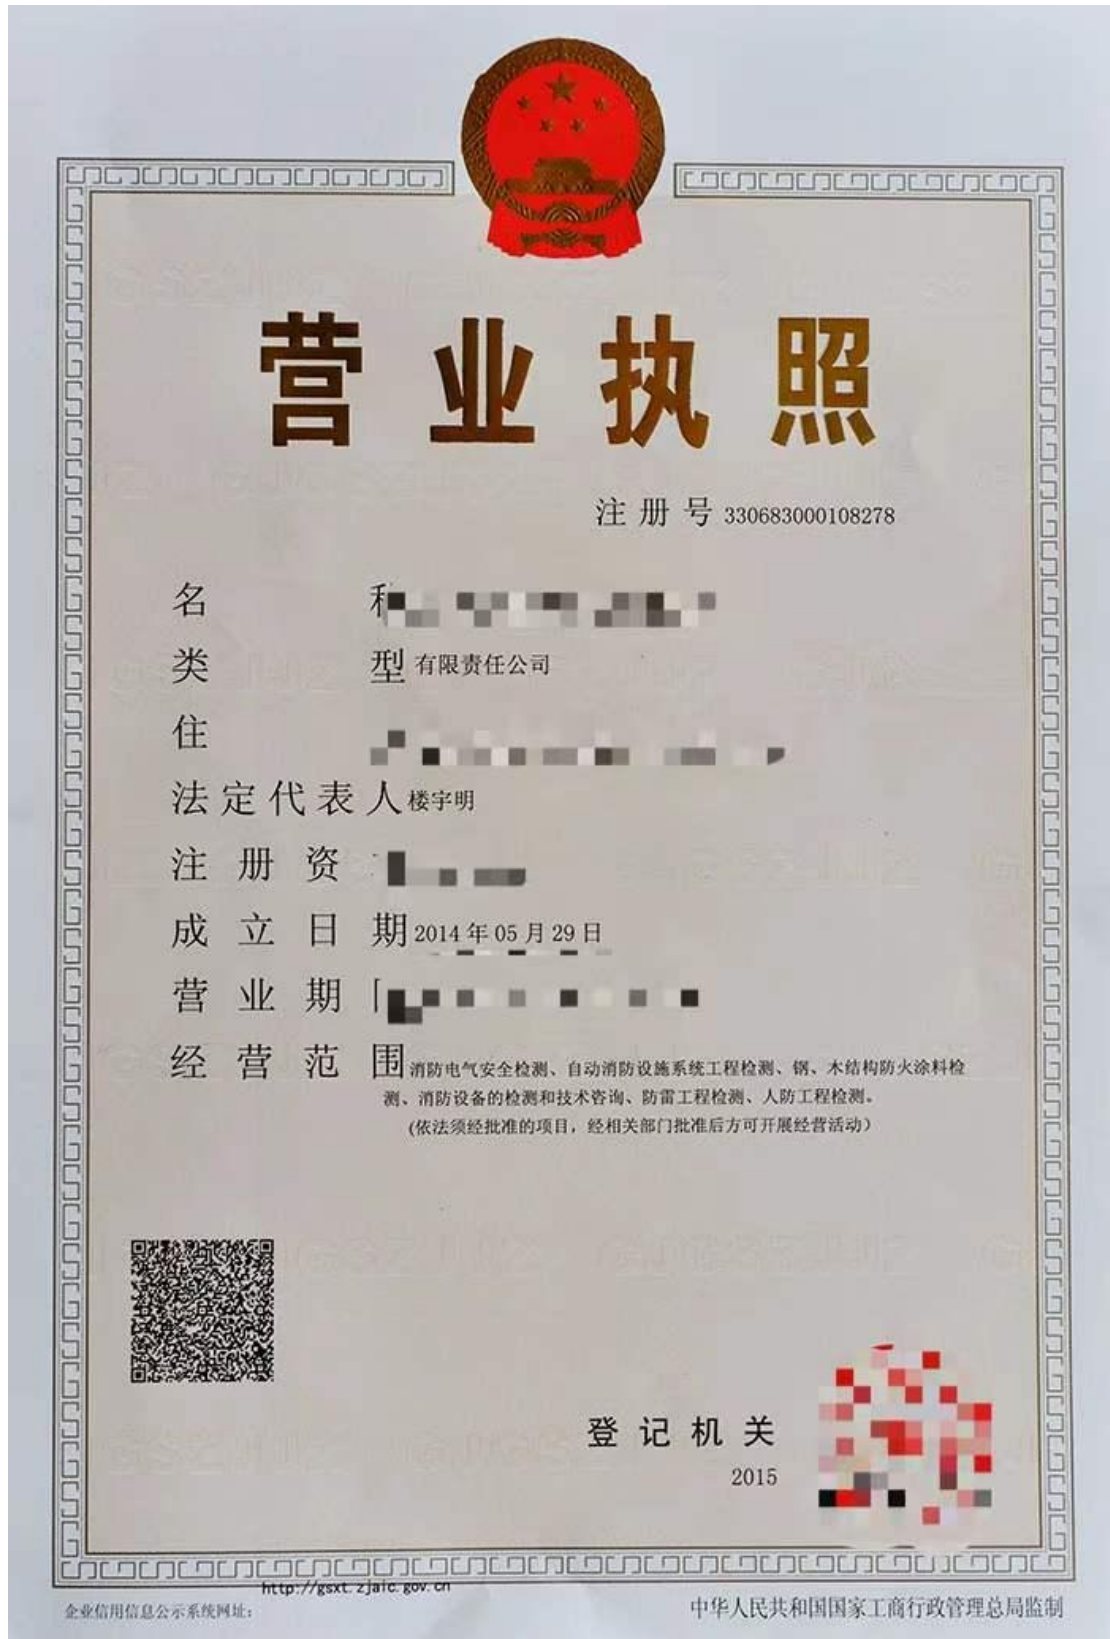 营业执照
注册号 330683000108278
名
类型 有限责任公司
住
法定代表人 楼宇明
注册资
成立日期 2014年05月29日
营业期
经营范围 消防电气安全检测、自动消防设施系统工程检测、钢、木结构防火涂料检
测、消防设备的检测和技术咨询、防雷工程检测、人防工程检测。
(依法须经批准的项目，经相关部门批准后方可开展经营活动)
登记机关
2015
http://gsxt.zjaic.gov.cn
企业信用信息公示系统网址：
中华人民共和国国家工商行政管理总局监制